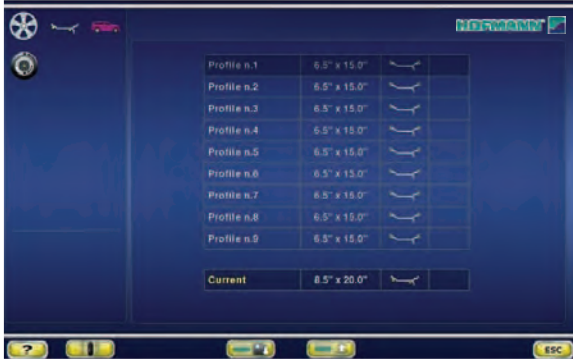 HOFMANN
Profile n.1 6.5" x 15.0"
Profile n.2 6.5" x 15.0"
Profile n.3 6.5" x 15.0"
Profile n.4 6.5" x 15.0"
Profile n.5 6.5" x 15.0"
Profile n.6 6.5" x 15.0"
Profile n.7 6.5" x 15.0"
Profile n.8 6.5" x 15.0"
Profile n.9 6.5" x 15.0"
Current 8.5" x 20.0"
? ESC